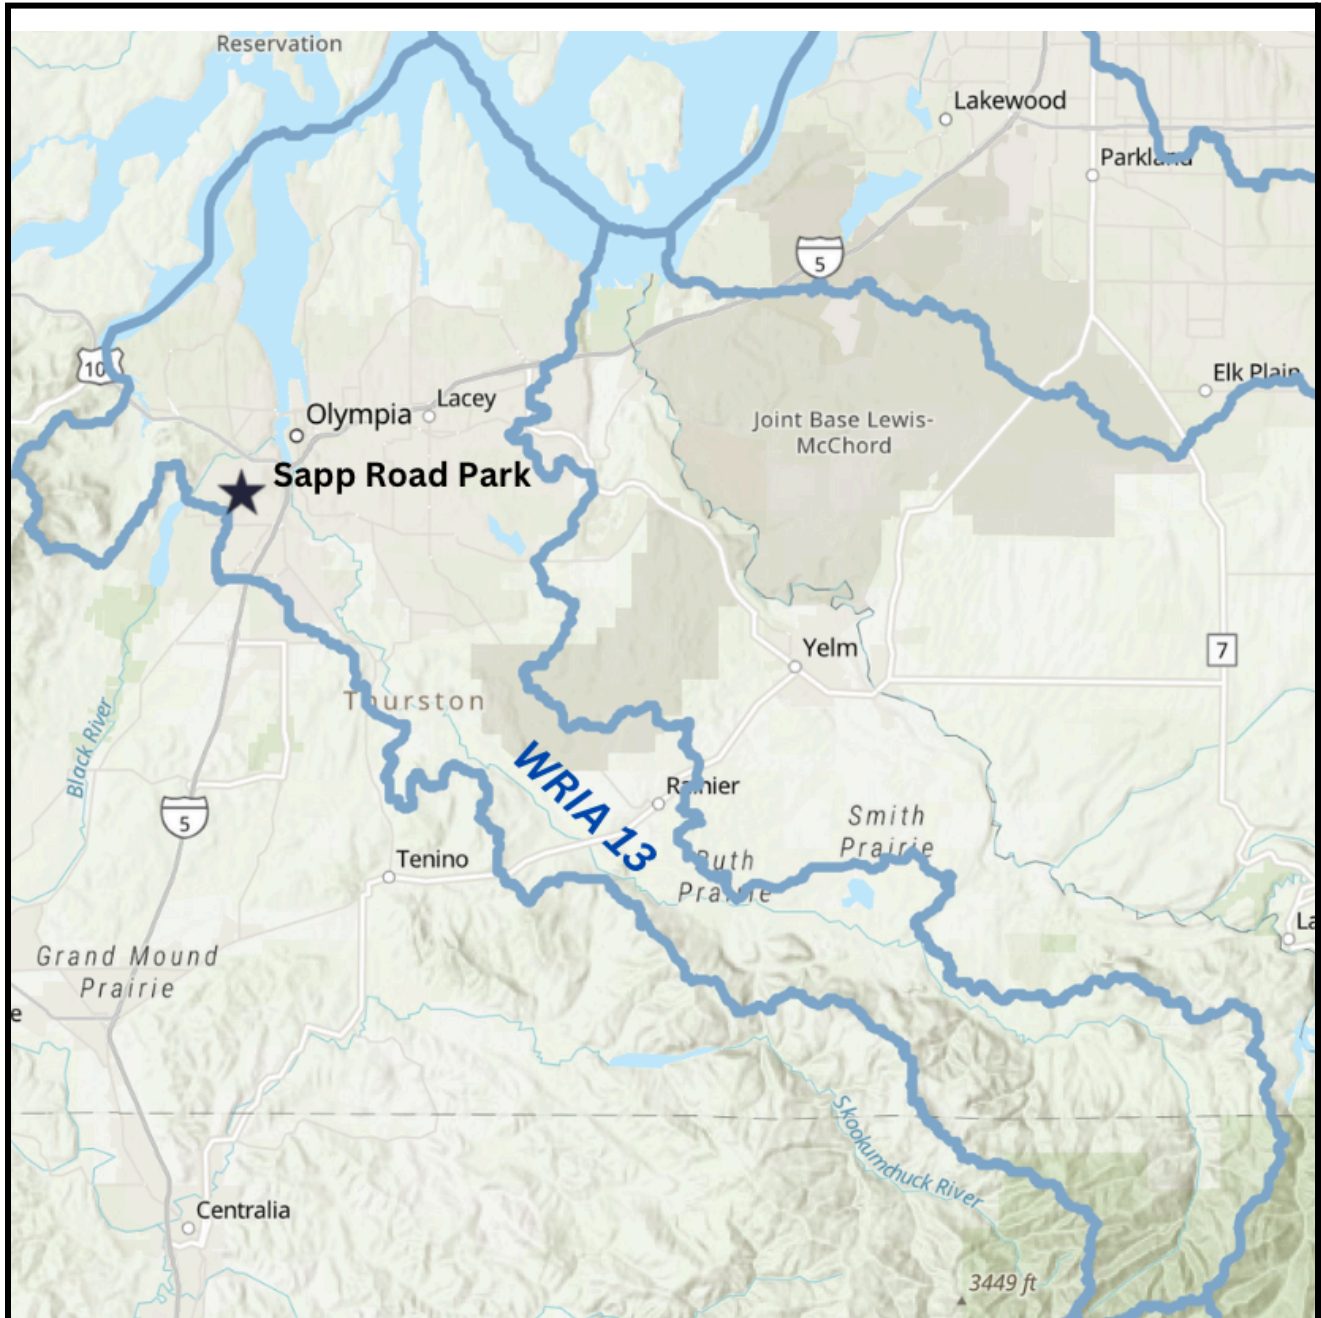 Reservation
Lakewood
Parkland
5
10
Elk Plain
Lacey
Olympia
Joint Base Lewis-
McChord
Sapp Road Park
Yelm
7
Thurston
Black River
WRIA 13
Rainier
5
Smith
Prairie
Tenino
Ruth
Prairie
La
Grand Mound
Prairie
e
Skookumchuck River
Centralia
3449 ft